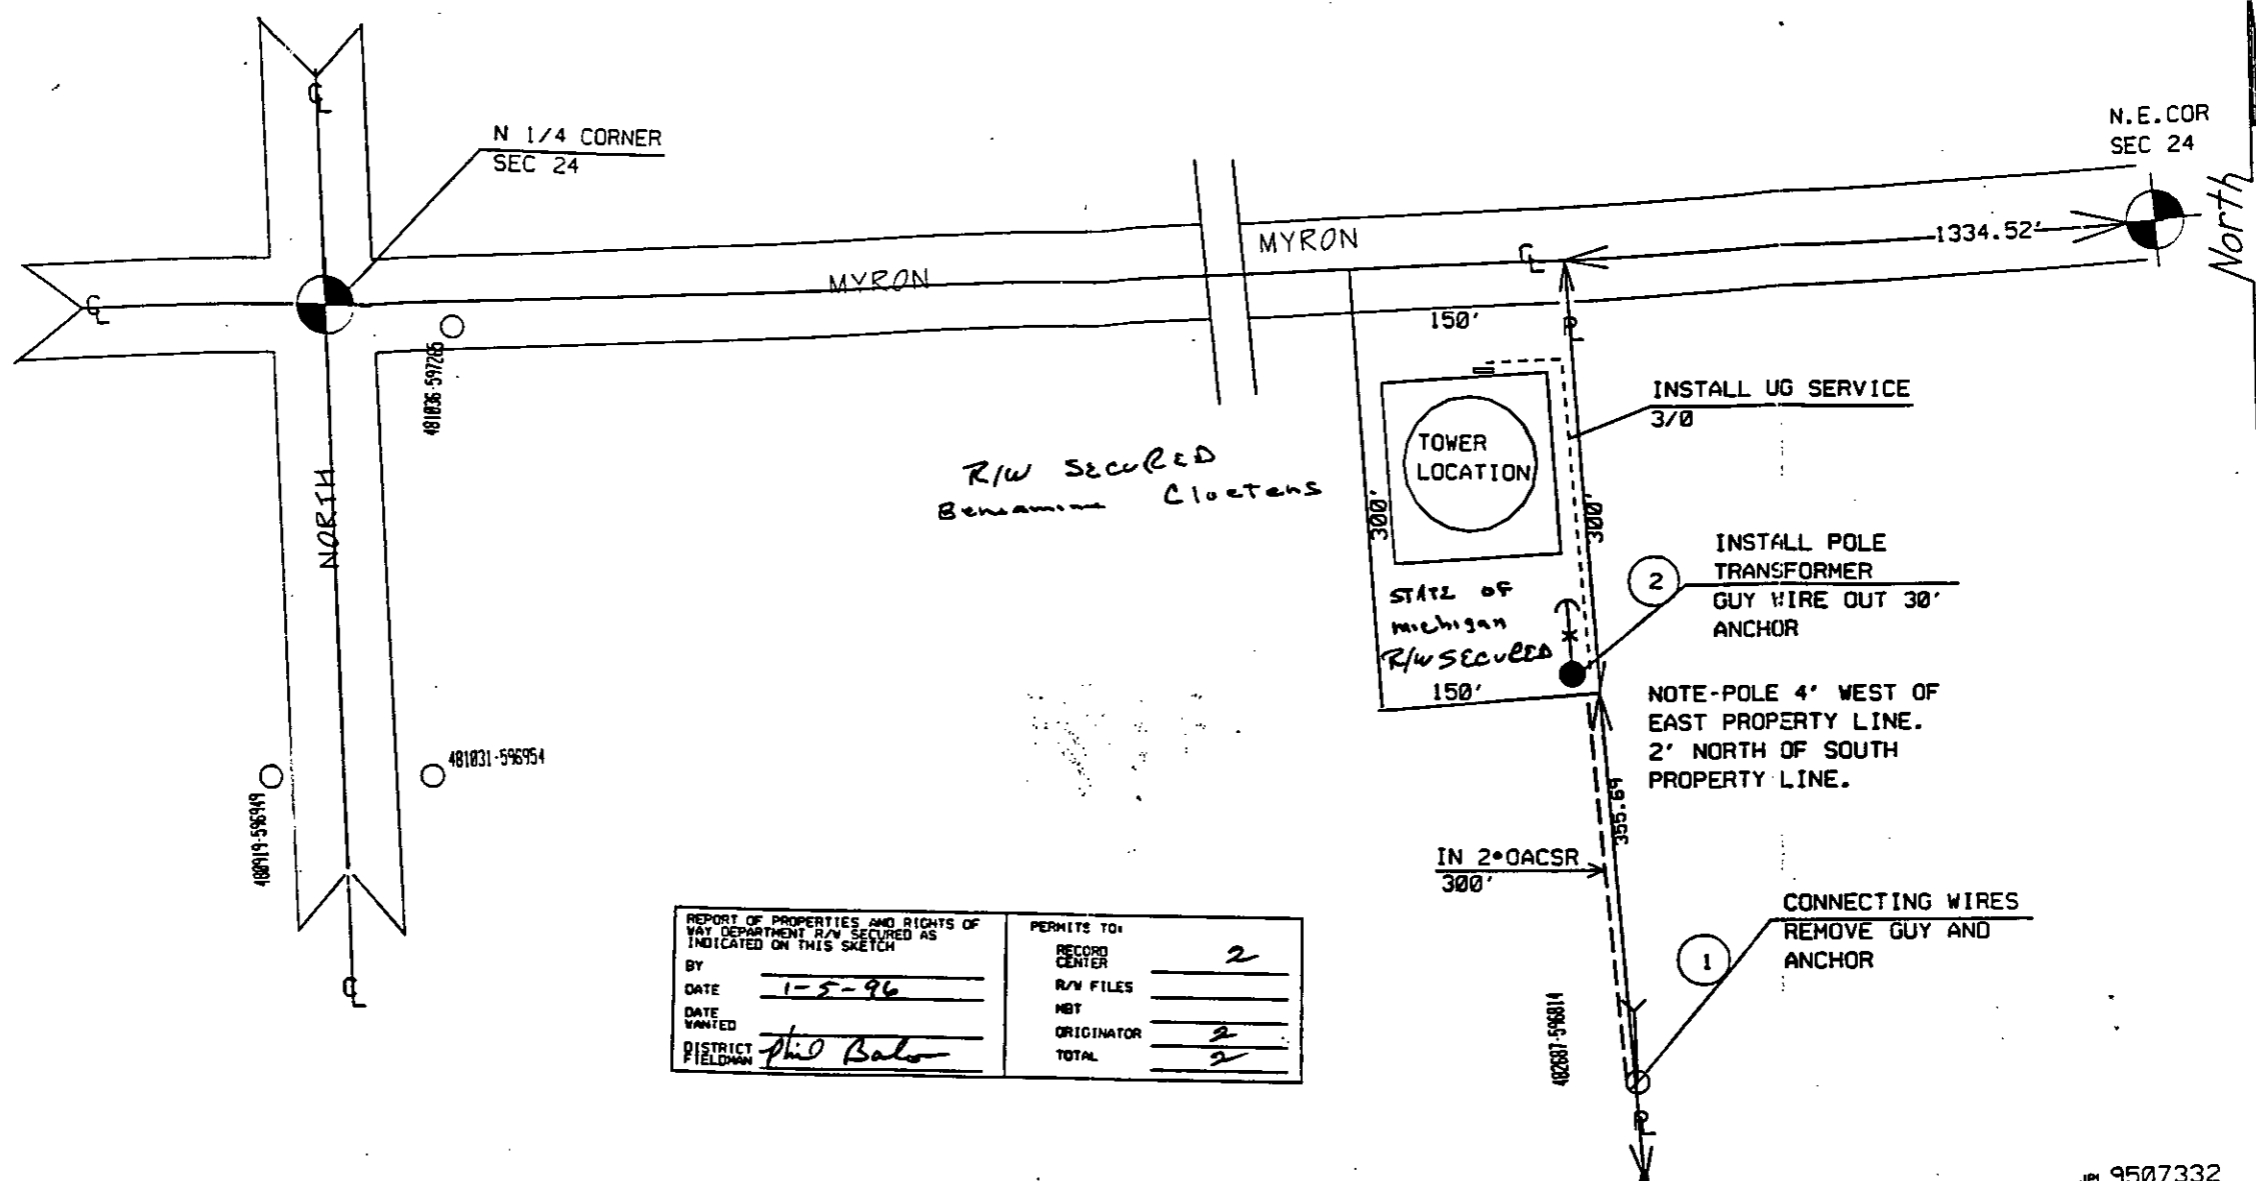 N 1/4 CORNER
SEC 24
N.E.COR
SEC 24
North
1334.52'
MYRON
MYRON
150'
481036-597265
INSTALL UG SERVICE
3/0
TOWER
LOCATION
R/W SECURED
Cloetens
NORTH
300'
300'
INSTALL POLE
TRANSFORMER
GUY WIRE OUT 30'
ANCHOR
2
STATE OF
michigan
R/W SECURED
150'
NOTE-POLE 4' WEST OF
EAST PROPERTY LINE.
2' NORTH OF SOUTH
PROPERTY LINE.
481031-596954
480919-596949
355.69
IN 2•OACSR
300'
CONNECTING WIRES
REMOVE GUY AND
ANCHOR
1
482687-596814
REPORT OF PROPERTIES AND RIGHTS OF
WAY DEPARTMENT R/W SECURED AS
INDICATED ON THIS SKETCH
BY
DATE 1-5-96
DATE
WANTED
DISTRICT
FIELDMAN Phil
PERMITS TO:
RECORD
CENTER 2
R/W FILES
MBT
ORIGINATOR 2
TOTAL 2
9507332